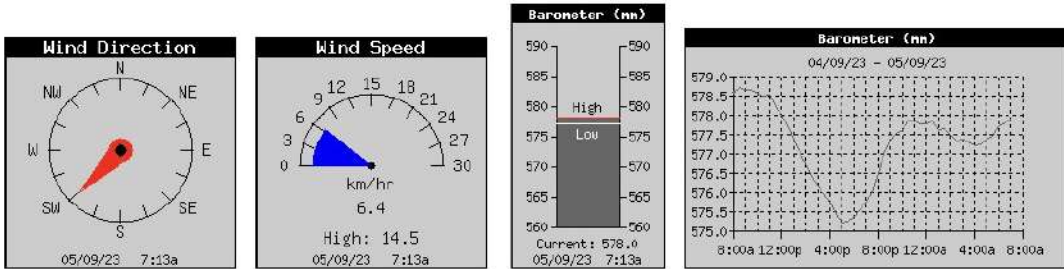 Wind Direction
N
NW
NE
W
E
SW
SE
S
05/09/23 7:13a
Wind Speed
15
12
18
9
21
6
24
3
27
0
30
km/hr
6.4
High: 14.5
05/09/23 7:13a
Barometer (mm)
590
590
585
585
580
580
High
575
575
Low
570
570
565
565
560
560
Current: 578.0
05/09/23 7:13a
Barometer (mm)
04/09/23 - 05/09/23
579.0
578.5
578.0
577.5
577.0
576.5
576.0
575.5
575.0
8:00a 12:00p 4:00p 8:00p 12:00a 4:00a 8:00a